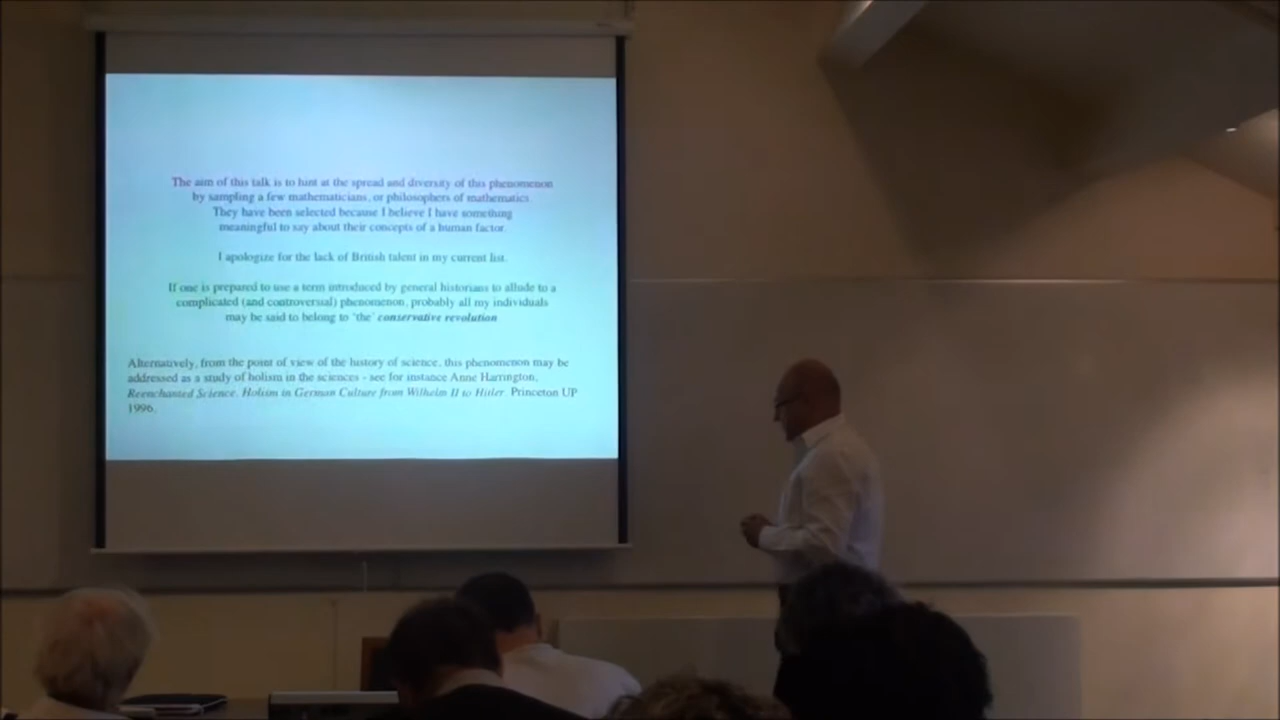 The aim of this talk is to hint at the spread and diversity of this phenomenon
by sampling a few mathematicians, or philosophers of mathematics.
They have been selected because I believe I have something
meaningful to say about their concepts of a human factor.
I apologize for the lack of British talent in my current list.
If one is prepared to use a term introduced by general historians to allude to a
complicated (and controversial) phenomenon, probably all my individuals
may be said to belong to 'the' conservative revolution
Alternatively, from the point of view of the history of science, this phenomenon may be
addressed as a study of holism in the sciences - see for instance Anne Harrington,
Reenchanted Science. Holism in German Culture from Wilhelm II to Hitler. Princeton UP
1996.